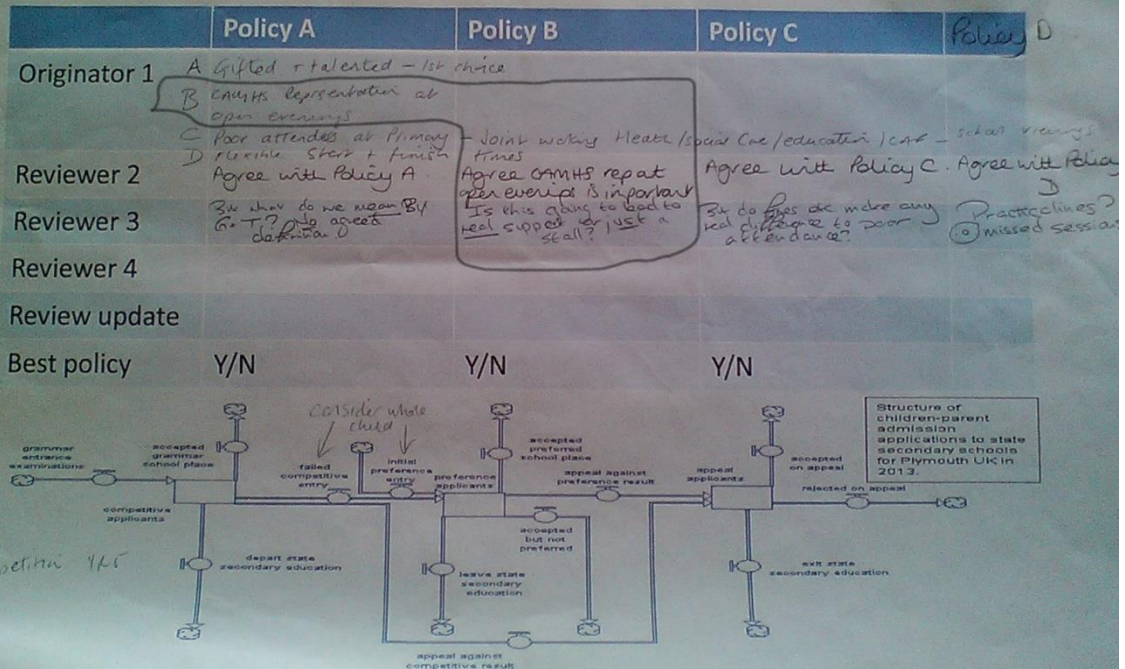 Policy A Policy B Policy C Policy D
Originator 1 A Gifted + talented - 1st choice
B CAMHS Representation at
open evenings
C Poor attenders at Primary - Joint working Health/Social Care/education/CAF - school viewings
D Flexible Start + finish times
Reviewer 2 Agree with Policy A. Agree CAMHS rep at Agree with Policy C. Agree with Policy
open evenings is important D
Reviewer 3 But what do we mean By Is this going to lead to But do fines etc make any
G+T? No agreed real support or just a real difference to poor missed sessions
definition stall? attendance?
Reviewer 4
Review update
Best policy Y/N Y/N Y/N
consider whole
child
Structure of
children-parent
admission
applications to state
secondary schools
for Plymouth UK in
2013.
grammar
entrance
examinations
accepted
grammar
school place
failed
competitive
entry
initial
preference
entry
preference
applicants
accepted
preferred
school place
appeal against
preference result
appeal
applicants
accepted
on appeal
rejected on appeal
competitive
applicants
accepted
but not
preferred
depart state
secondary education
leave state
secondary
education
exit state
secondary education
appeal against
competitive result